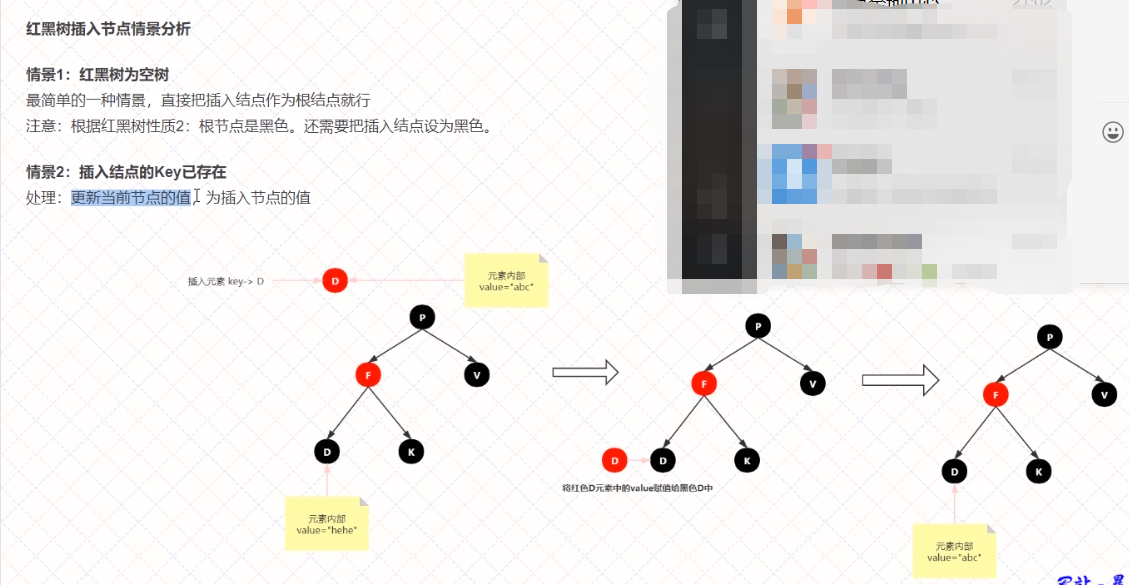 红黑树插入节点情景分析
情景1：红黑树为空树
最简单的一种情景，直接把插入结点作为根结点就行
注意：根据红黑树性质2：根节点是黑色。还需要把插入结点设为黑色。
情景2：插入结点的Key已存在
处理：更新当前节点的值，为插入节点的值
插入元素 key-> D
D
元素内部
value="abc"
P
F
V
D
K
元素内部
value="hehe"
P
F
V
D
D
K
将红色D元素中的value赋值给黑色D中
P
F
V
D
K
元素内部
value="abc"